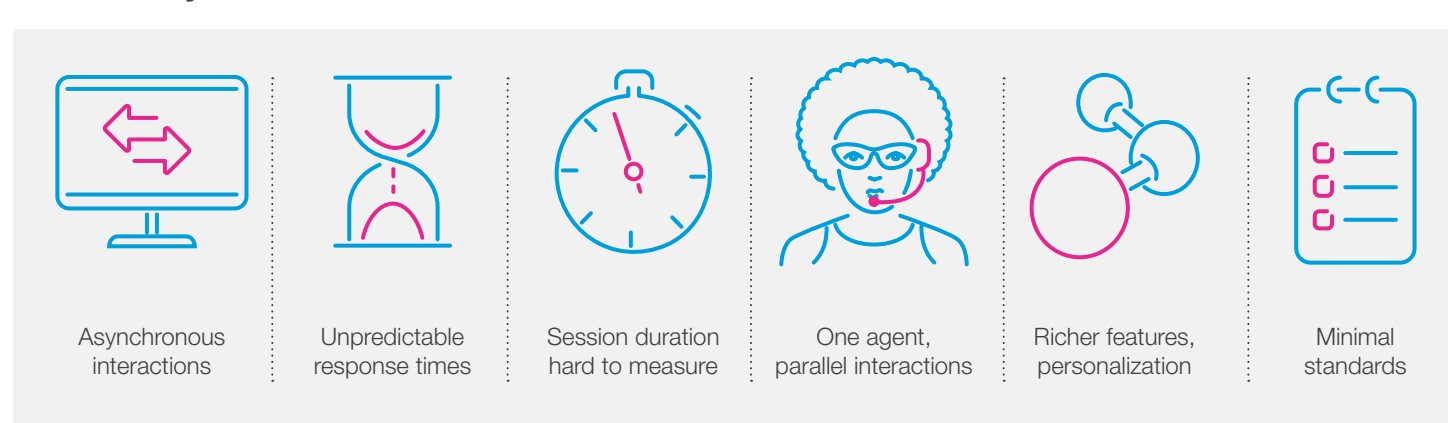 Asynchronous
interactions
Unpredictable
response times
Session duration
hard to measure
One agent,
parallel interactions
Richer features,
personalization
Minimal
standards